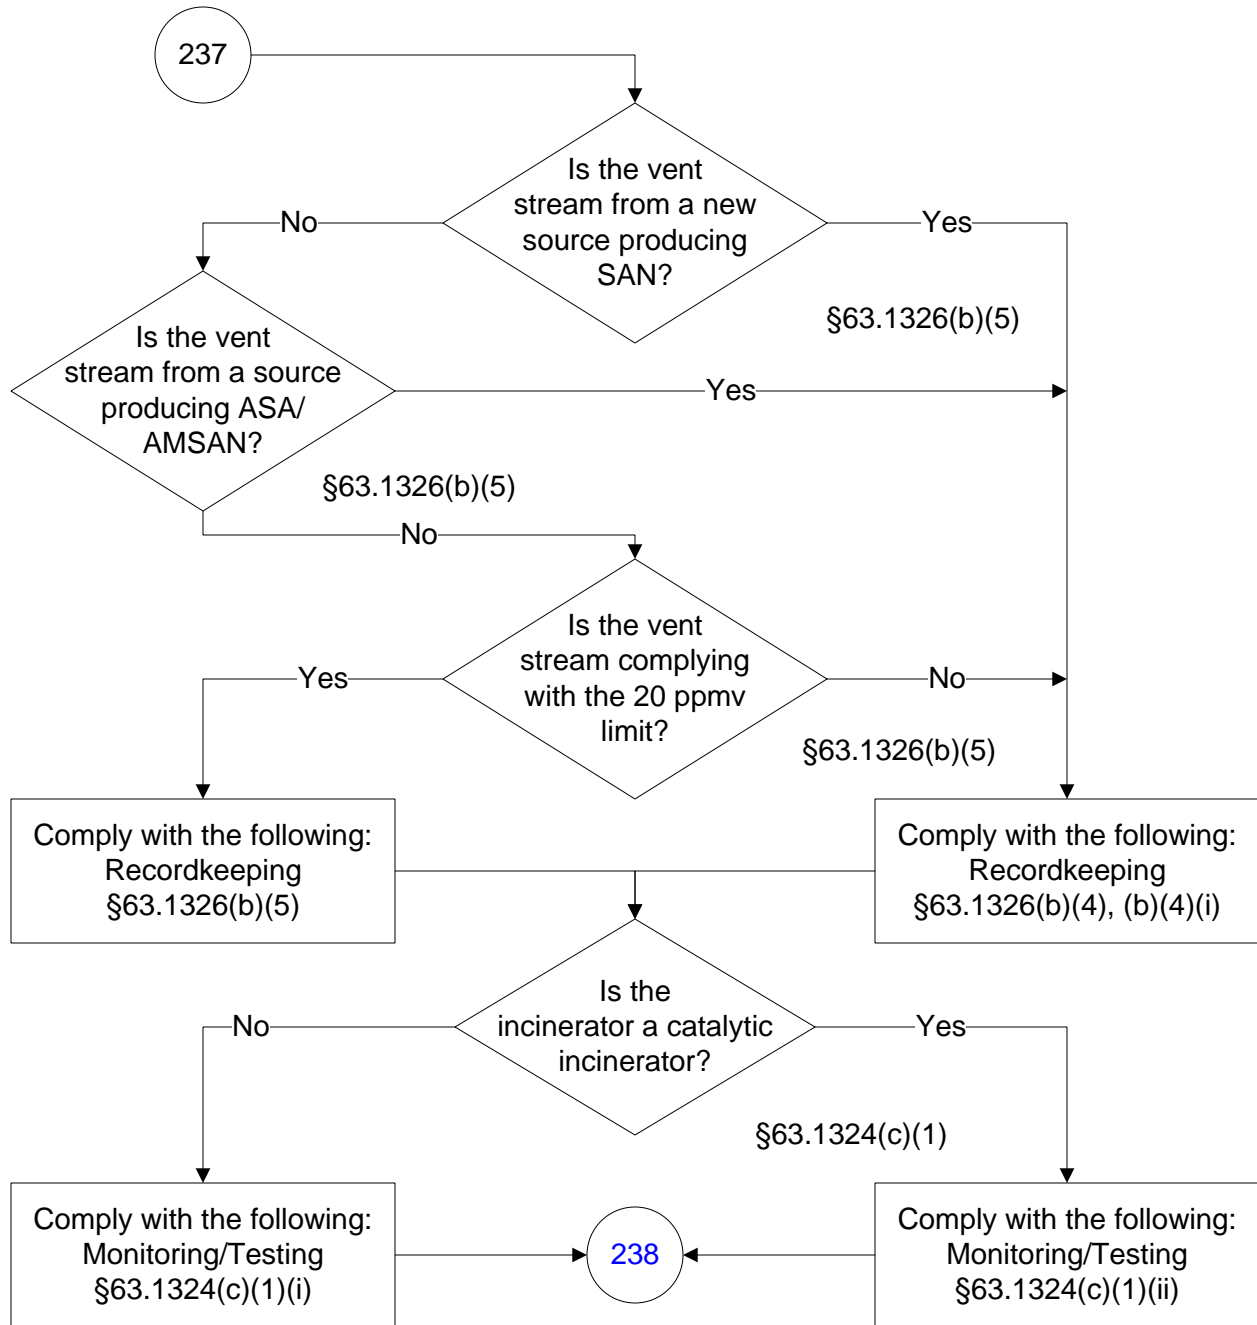 237
Is the vent
stream from a new
source producing
SAN?
No
Yes
§63.1326(b)(5)
Is the vent
stream from a source
producing ASA/
AMSAN?
Yes
§63.1326(b)(5)
No
Is the vent
stream complying
with the 20 ppmv
limit?
Yes
No
§63.1326(b)(5)
Comply with the following:
Recordkeeping
§63.1326(b)(5)
Comply with the following:
Recordkeeping
§63.1326(b)(4), (b)(4)(i)
Is the
incinerator a catalytic
incinerator?
No
Yes
§63.1324(c)(1)
Comply with the following:
Monitoring/Testing
§63.1324(c)(1)(i)
238
Comply with the following:
Monitoring/Testing
§63.1324(c)(1)(ii)